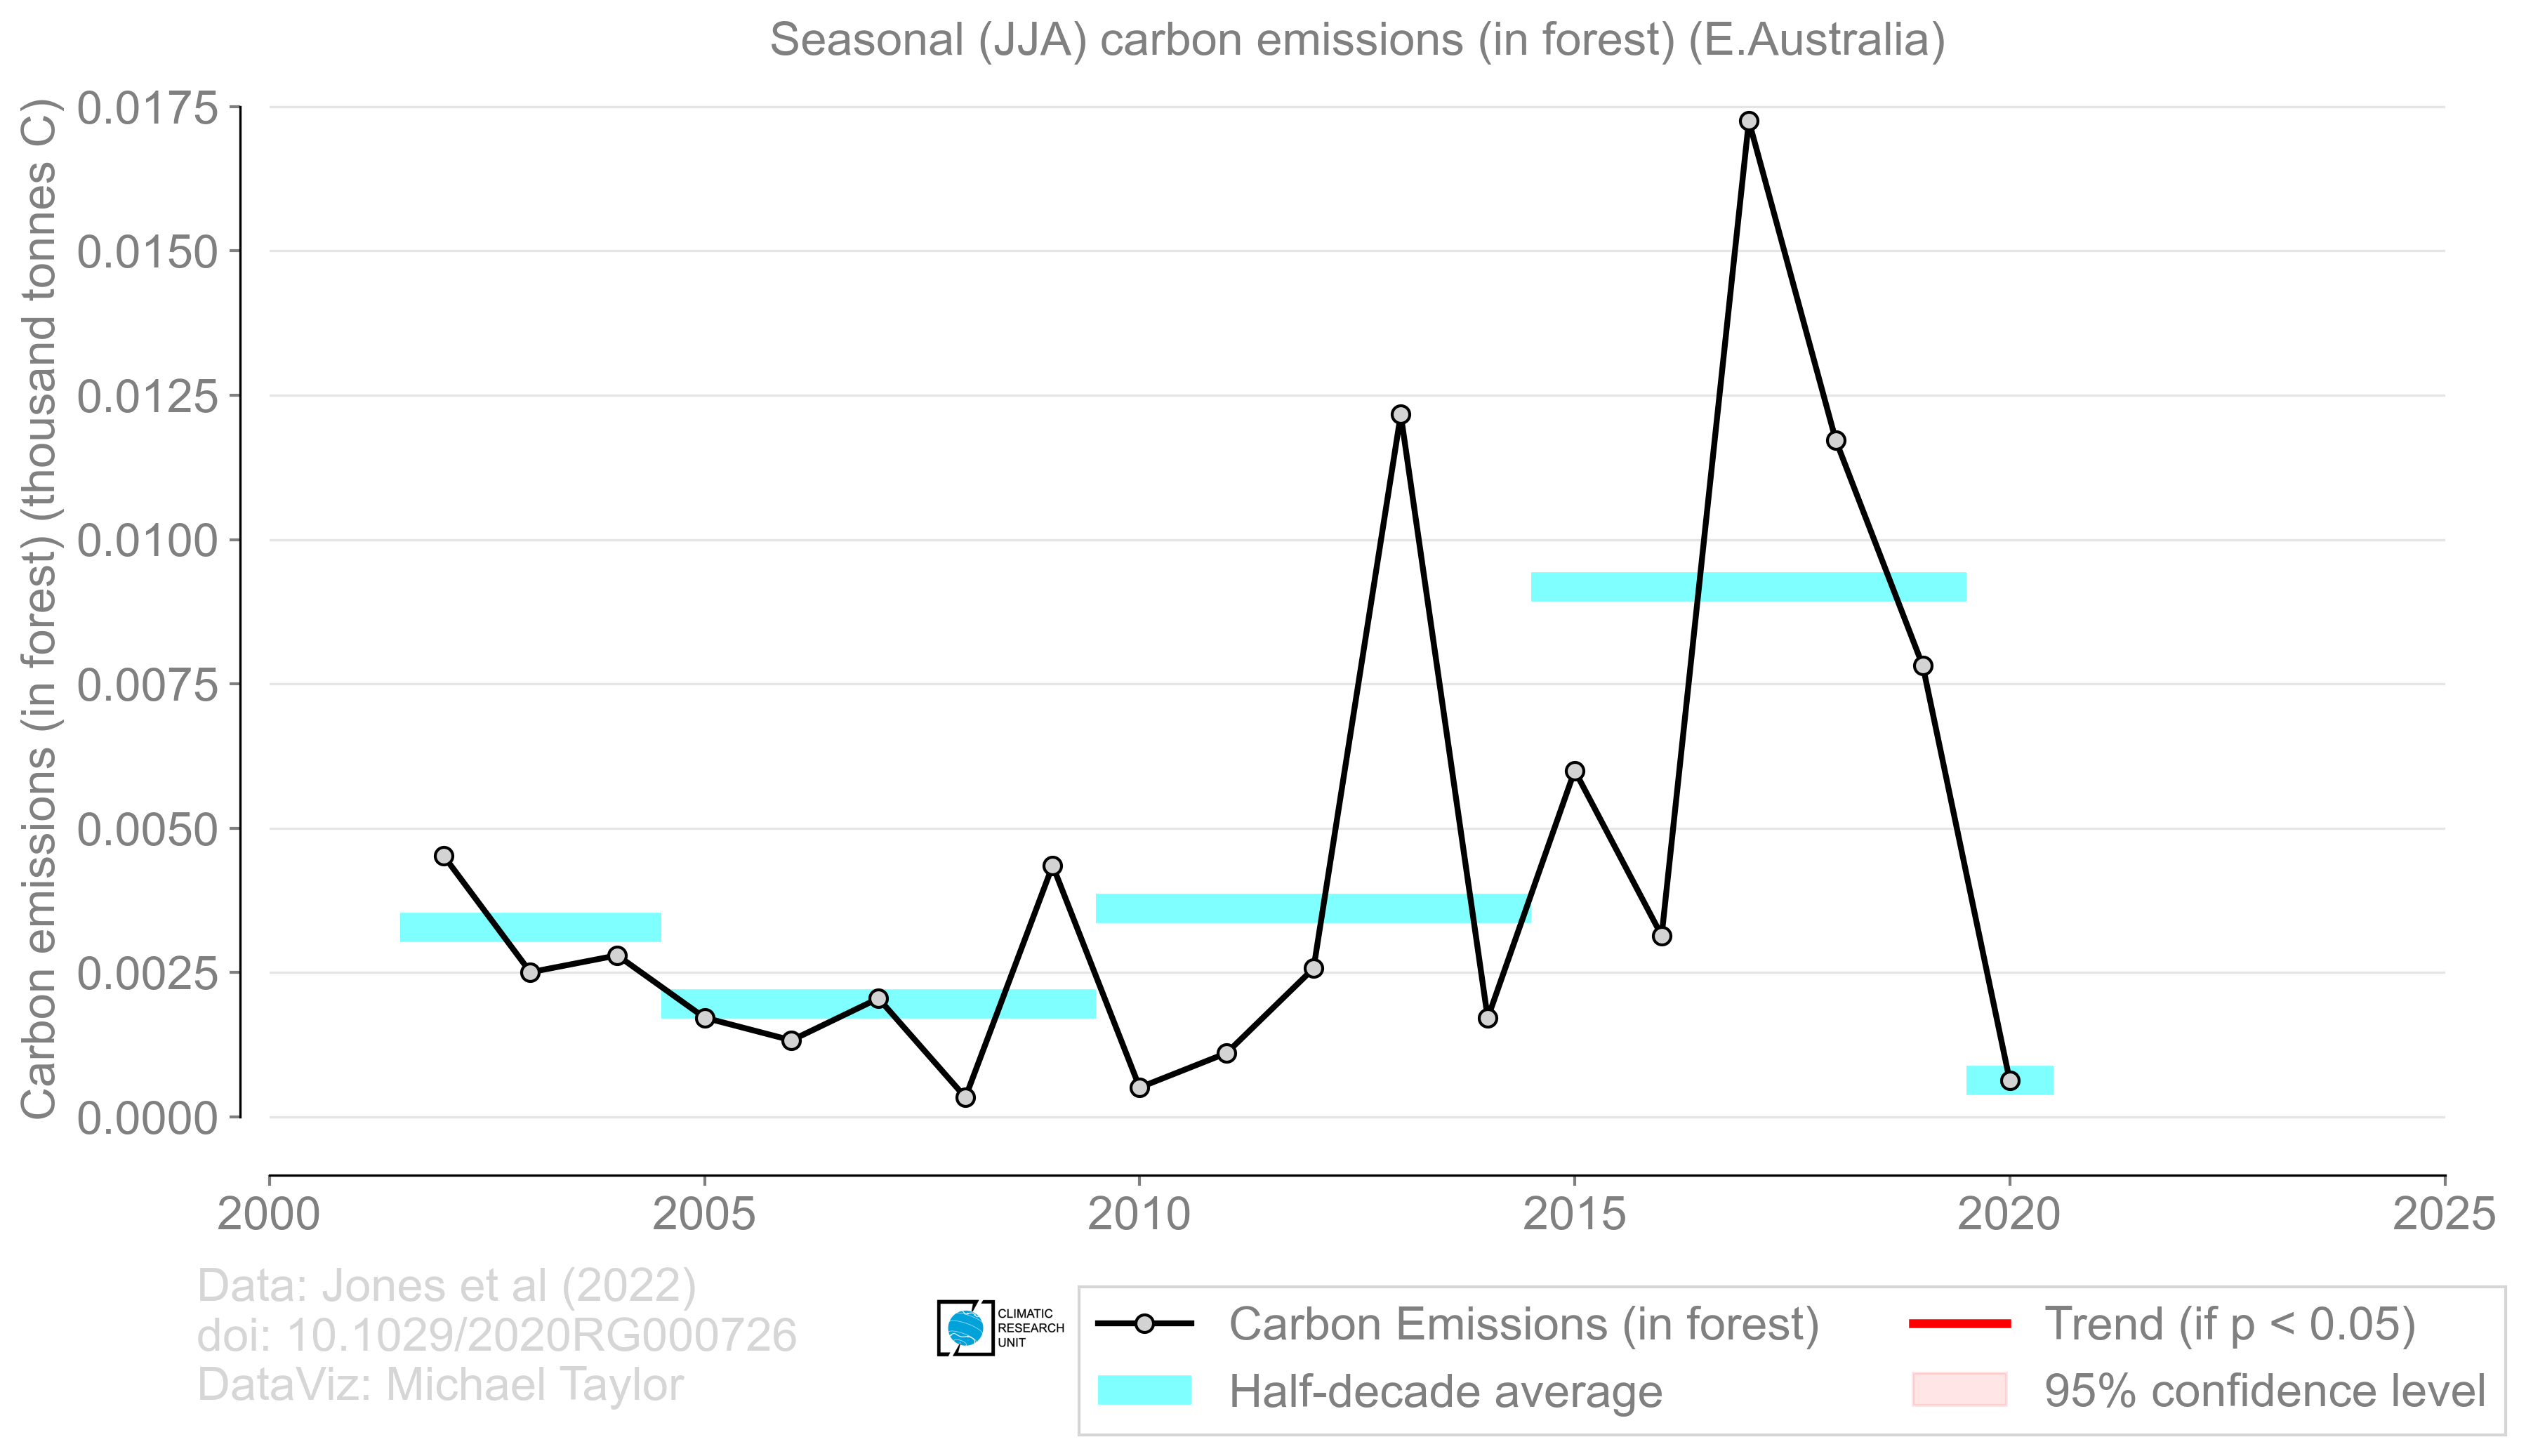 Seasonal (JJA) carbon emissions (in forest) (E.Australia)
Carbon emissions (in forest) (thousand tonnes C)
0.0175
0.0150
0.0125
0.0100
0.0075
0.0050
0.0025
0.0000
2000 2005 2010 2015 2020 2025
Data: Jones et al (2022)
doi: 10.1029/2020RG000726
DataViz: Michael Taylor
CLIMATIC
RESEARCH
UNIT
Carbon Emissions (in forest)
Half-decade average
Trend (if p < 0.05)
95% confidence level